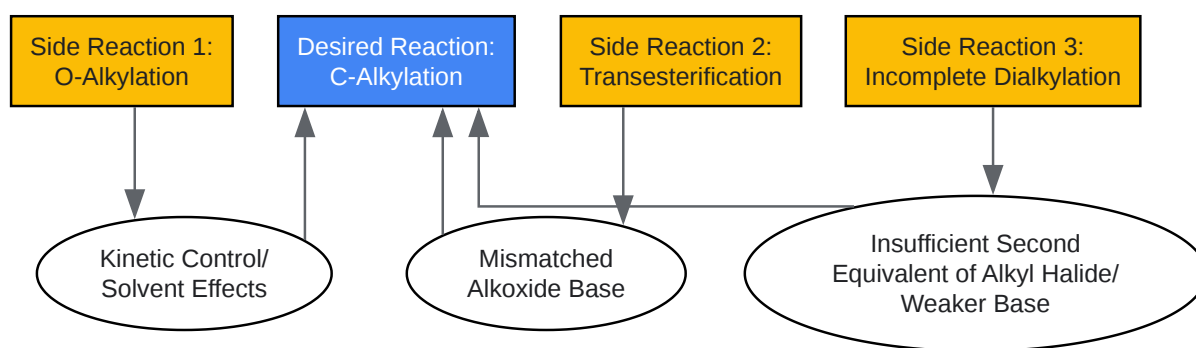 Side Reaction 1:
O-Alkylation
Desired Reaction:
C-Alkylation
Side Reaction 2:
Transesterification
Side Reaction 3:
Incomplete Dialkylation
Kinetic Control/
Solvent Effects
Mismatched
Alkoxide Base
Insufficient Second
Equivalent of Alkyl Halide/
Weaker Base